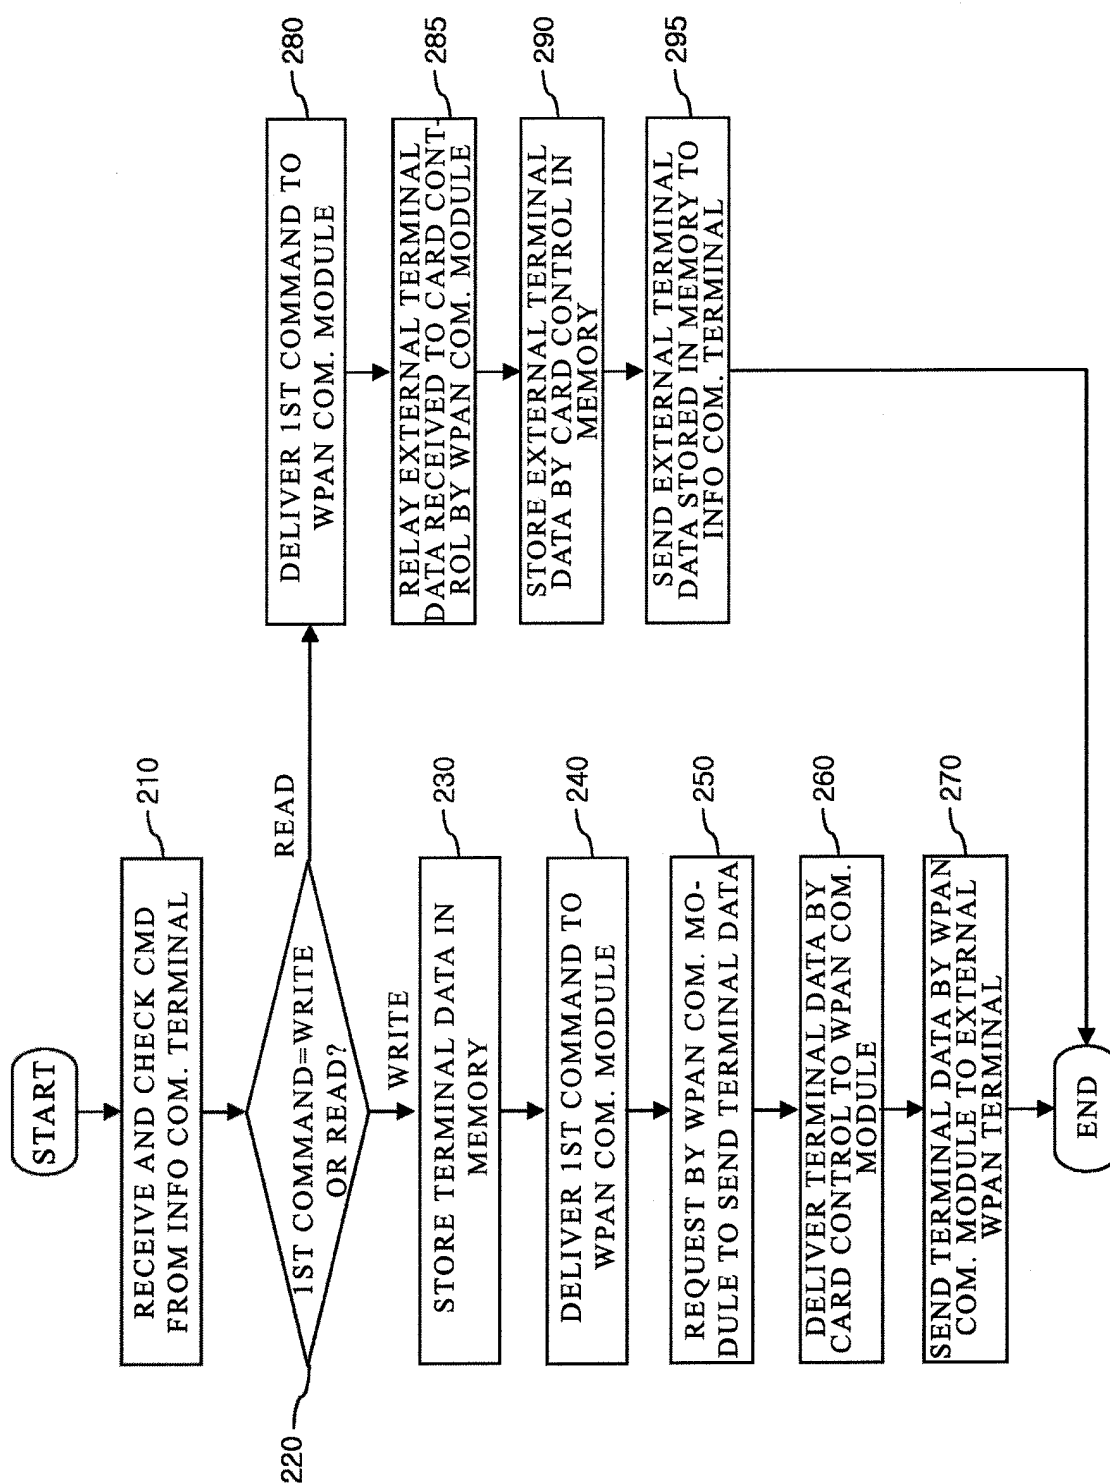 START
RECEIVE AND CHECK CMD
FROM INFO COM. TERMINAL
210
1ST COMMAND=WRITE
OR READ?
220
READ
WRITE
STORE TERMINAL DATA IN
MEMORY
230
DELIVER 1ST COMMAND TO
WPAN COM. MODULE
240
REQUEST BY WPAN COM. MO-
DULE TO SEND TERMINAL DATA
250
DELIVER TERMINAL DATA BY
CARD CONTROL TO WPAN COM.
MODULE
260
SEND TERMINAL DATA BY WPAN
COM. MODULE TO EXTERNAL
WPAN TERMINAL
270
DELIVER 1ST COMMAND TO
WPAN COM. MODULE
280
RELAY EXTERNAL TERMINAL
DATA RECEIVED TO CARD CONT-
ROL BY WPAN COM. MODULE
285
STORE EXTERNAL TERMINAL
DATA BY CARD CONTROL IN
MEMORY
290
SEND EXTERNAL TERMINAL
DATA STORED IN MEMORY TO
INFO COM. TERMINAL
295
END